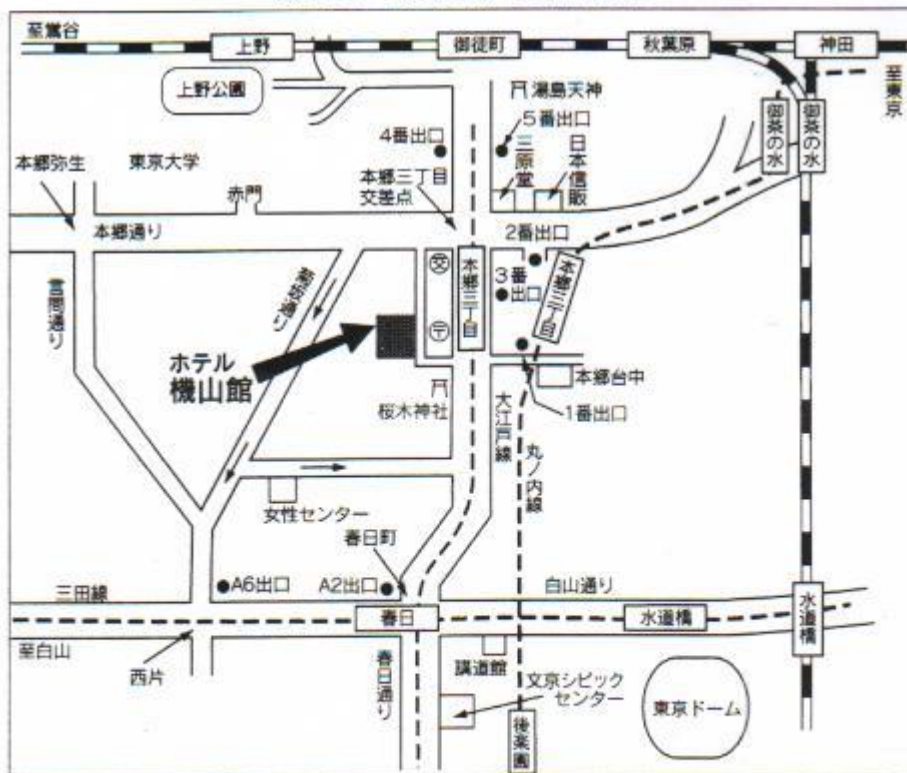 至鶯谷
上野
御徒町
秋葉原
神田
至東京
上野公園
湯島天神
5番出口
4番出口
三原堂
日本信販
御茶の水
御茶の水
本郷弥生
東京大学
赤門
本郷三丁目
交差点
本郷通り
2番出口
言問通り
菊坂通り
交
本郷三丁目
3番
出口
本郷三丁目
〒
ホテル
機山館
桜木神社
大江戸線
丸ノ内線
本郷台中
1番出口
女性センター
春日町
三田線
A6出口
A2出口
白山通り
春日
水道橋
水道橋
至白山
西片
春日通り
講道館
文京シビック
センター
後楽園
東京ドーム